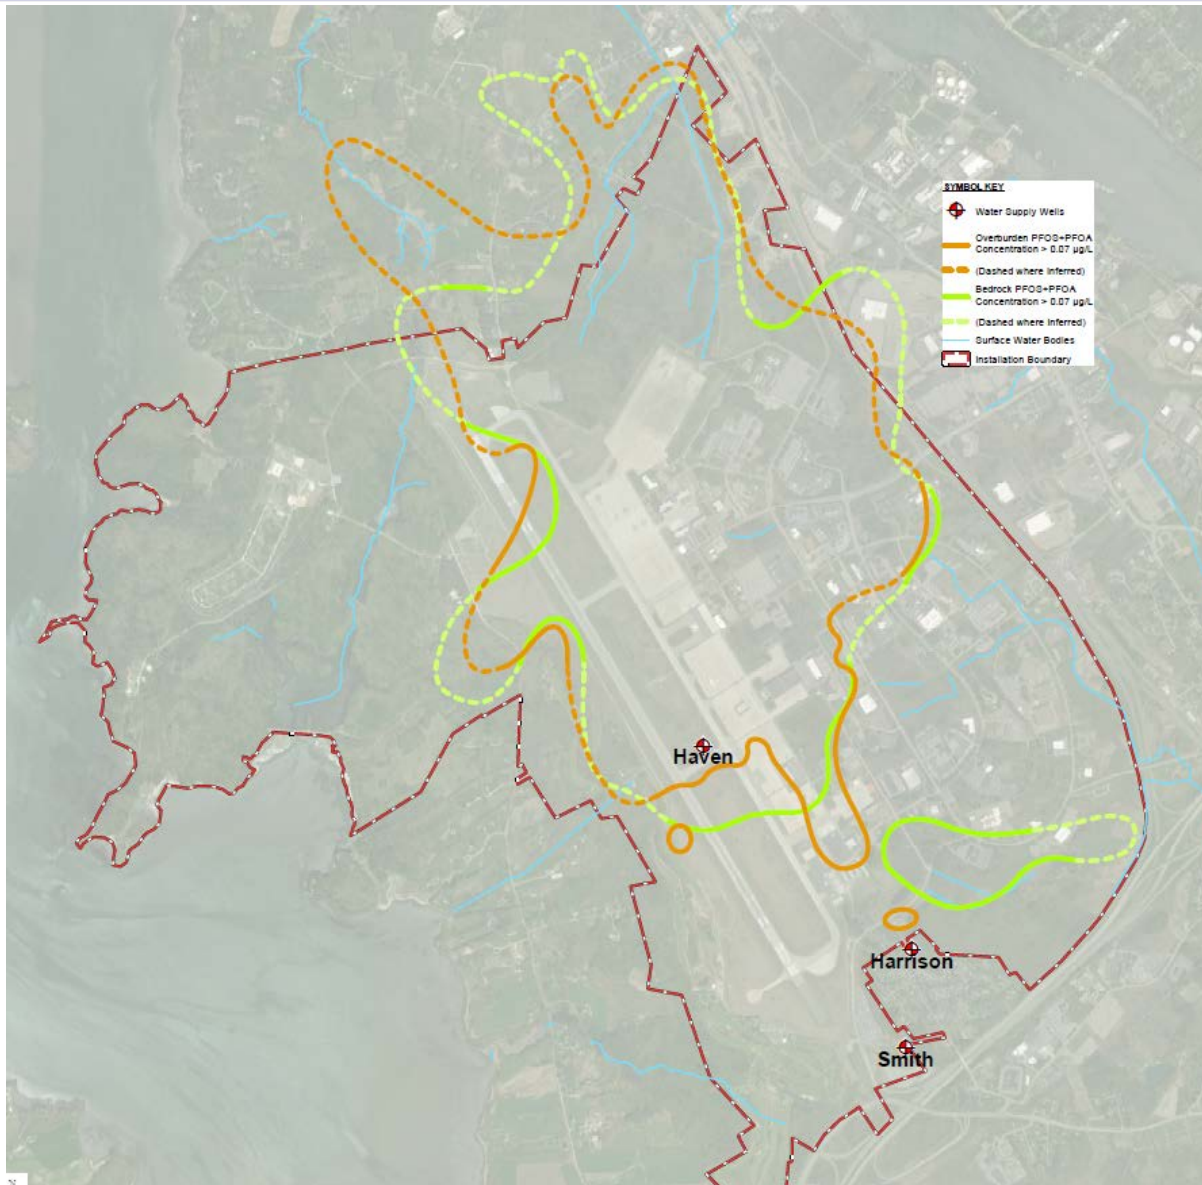 SYMBOL KEY
Water Supply Wells
Overburden PFOS+PFOA
Concentration > 0.07 µg/L
(Dashed where Inferred)
Bedrock PFOS+PFOA
Concentration > 0.07 µg/L
(Dashed where Inferred)
Surface Water Bodies
Installation Boundary
Haven
Harrison
Smith